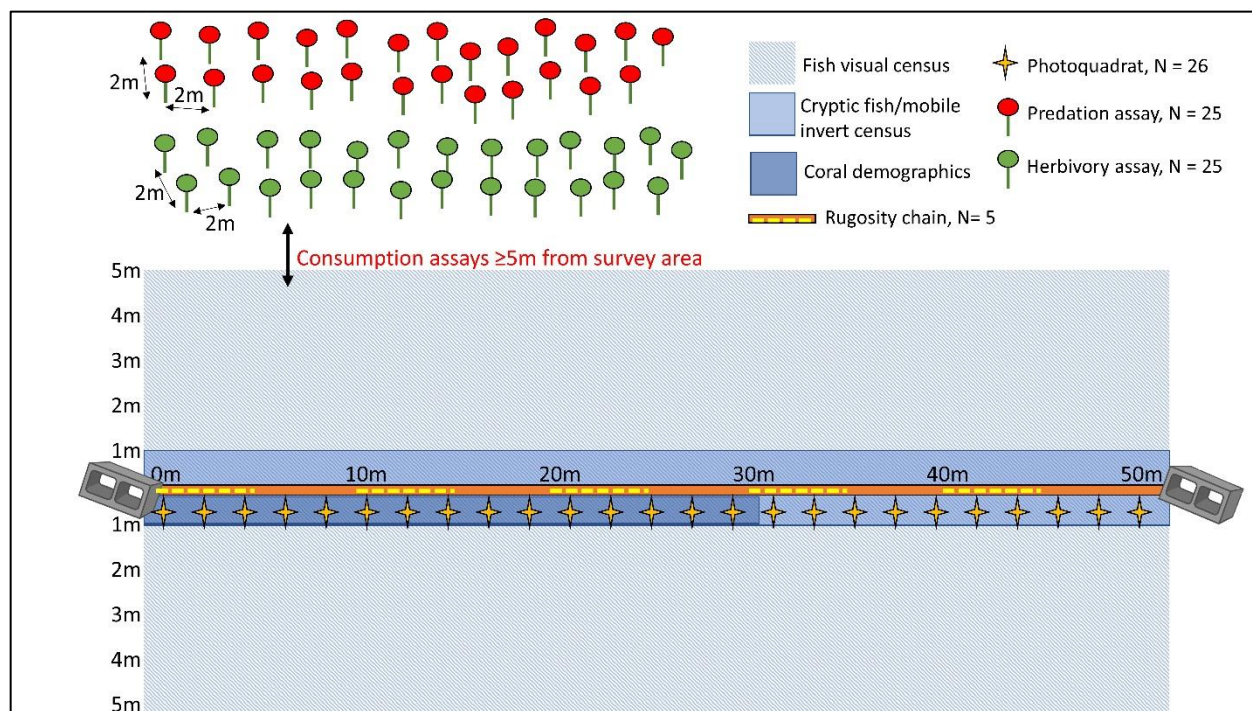 2m
2m
2m
2m
Fish visual census
Cryptic fish/mobile
invert census
Coral demographics
Rugosity chain, N= 5
Photoquadrat, N = 26
Predation assay, N = 25
Herbivory assay, N = 25
Consumption assays ≥5m from survey area
5m
4m
3m
2m
1m
0m 10m 20m 30m 40m 50m
1m
2m
3m
4m
5m